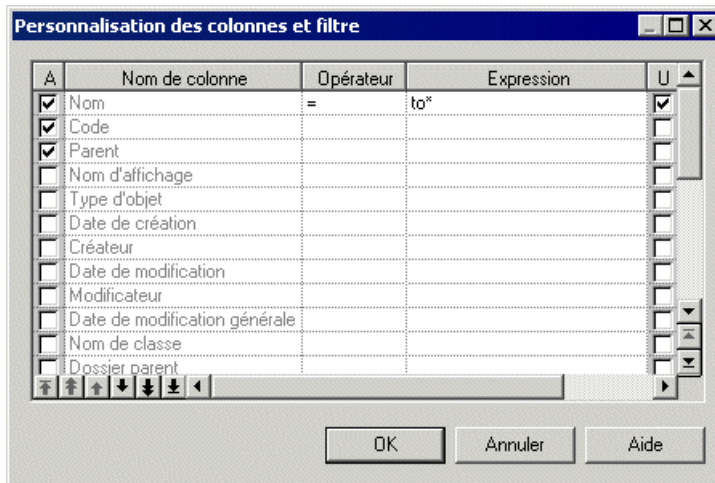 Personnalisation des colonnes et filtre
A Nom de colonne Opérateur Expression U
Nom = to*
Code
Parent
Nom d'affichage
Type d'objet
Date de création
Créateur
Date de modification
Modificateur
Date de modification générale
Nom de classe
Dossier parent
OK Annuler Aide